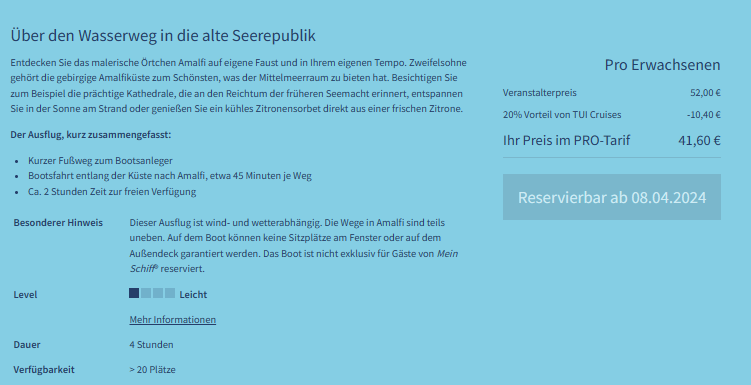 Über den Wasserweg in die alte Seerepublik
Entdecken Sie das malerische Örtchen Amalfi auf eigene Faust und in Ihrem eigenen Tempo. Zweifelsohne
gehört die gebirgige Amalfiküste zum Schönsten, was der Mittelmeerraum zu bieten hat. Besichtigen Sie
zum Beispiel die prächtige Kathedrale, die an den Reichtum der früheren Seemacht erinnert, entspannen
Sie in der Sonne am Strand oder genießen Sie ein kühles Zitronensorbet direkt aus einer frischen Zitrone.
Der Ausflug, kurz zusammengefasst:
• Kurzer Fußweg zum Bootsanleger
• Bootsfahrt entlang der Küste nach Amalfi, etwa 45 Minuten je Weg
• Ca. 2 Stunden Zeit zur freien Verfügung
Besonderer Hinweis Dieser Ausflug ist wind- und wetterabhängig. Die Wege in Amalfi sind teils
uneben. Auf dem Boot können keine Sitzplätze am Fenster oder auf dem
Außendeck garantiert werden. Das Boot ist nicht exklusiv für Gäste von Mein
Schiff® reserviert.
Level Leicht
Mehr Informationen
Dauer 4 Stunden
Verfügbarkeit > 20 Plätze
Pro Erwachsenen
Veranstalterpreis 52,00 €
20% Vorteil von TUI Cruises -10,40 €
Ihr Preis im PRO-Tarif 41,60 €
Reservierbar ab 08.04.2024